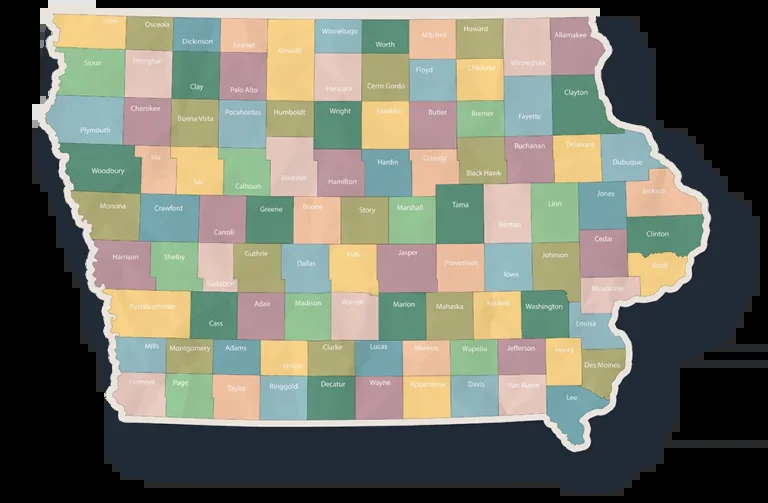 Lyon
Osceola
Dickinson
Emmet
Kossuth
Winnebago
Worth
Mitchell
Howard
Winneshiek
Allamakee
Sioux
Clay
Palo Alto
Hancock
Cerro Gordo
Floyd
Chickasaw
Clayton
Plymouth
Cherokee
Buena Vista
Pocahontas
Humboldt
Wright
Franklin
Butler
Bremer
Fayette
Woodbury
Ida
Sac
Calhoun
Webster
Hamilton
Hardin
Grundy
Black Hawk
Buchanan
Delaware
Dubuque
Monona
Crawford
Carroll
Greene
Boone
Story
Marshall
Tama
Benton
Linn
Jones
Jackson
Harrison
Shelby
Audubon
Guthrie
Dallas
Polk
Jasper
Poweshiek
Iowa
Johnson
Cedar
Clinton
Scott
Muscatine
Pottawattamie
Cass
Adair
Madison
Warren
Marion
Mahaska
Keokuk
Washington
Louisa
Mills
Montgomery
Adams
Union
Clarke
Lucas
Monroe
Wapello
Jefferson
Henry
Des Moines
Fremont
Page
Taylor
Ringgold
Decatur
Wayne
Appanoose
Davis
Van Buren
Lee